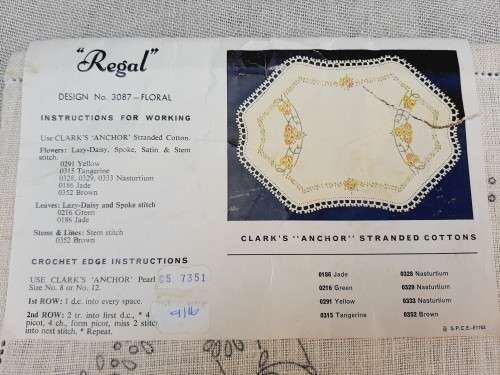 "Regal"
DESIGN No. 3087 — FLORAL
INSTRUCTIONS FOR WORKING
Use CLARK'S 'ANCHOR' Stranded Cotton.
Flowers: Lazy-Daisy, Spoke, Satin & Stem
stitch.
0291 Yellow
0315 Tangerine
0328, 0329, 0333 Nasturtium
0186 Jade
0352 Brown
Leaves: Lazy-Daisy and Spoke stitch
0216 Green
0186 Jade
Stems & Lines: Stem stitch
0352 Brown
CROCHET EDGE INSTRUCTIONS
USE CLARK'S 'ANCHOR' Pearl
Size No. 8 or No. 12.
1st ROW: 1 d.c. into every space.
2nd ROW: 2 tr. into first d.c., * 4
picot, 4 ch., form picot, miss 2 stitc
into next stitch. * Repeat.
C5 7351
9/6
CLARK'S "ANCHOR" STRANDED COTTONS
0186 Jade
0216 Green
0291 Yellow
0315 Tangerine
0328 Nasturtium
0329 Nasturtium
0333 Nasturtium
0352 Brown